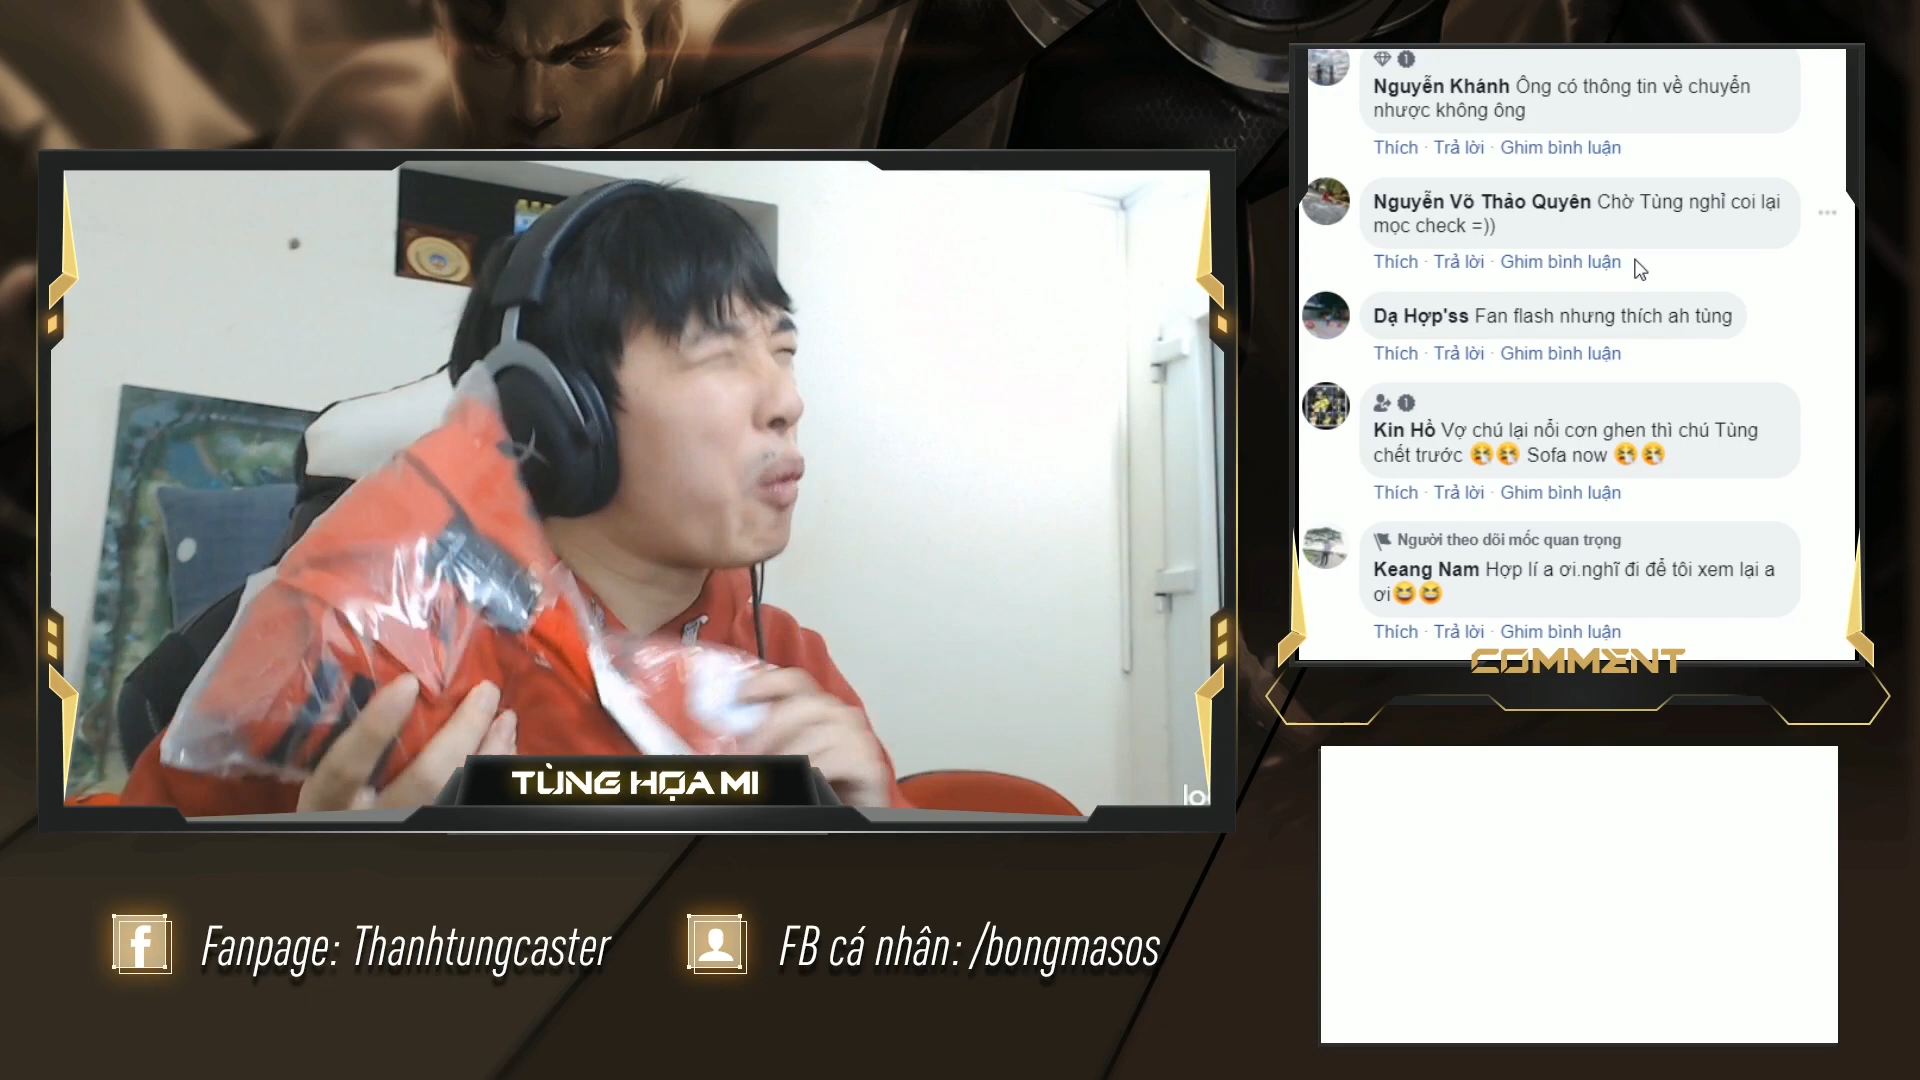 Nguyễn Khánh Ông có thông tin về chuyển
nhược không ông
Thích · Trả lời · Ghim bình luận
Nguyễn Võ Thảo Quyên Chờ Tùng nghỉ coi lại
mọc check =))
Thích · Trả lời · Ghim bình luận
Dạ Hợp'ss Fan flash nhưng thích ah tùng
Thích · Trả lời · Ghim bình luận
Kin Hồ Vợ chú lại nỗi cơn ghen thì chú Tùng
chết trước 🤧🤧 Sofa now 🤧🤧
Thích · Trả lời · Ghim bình luận
Người theo dõi mốc quan trọng
Keang Nam Hợp lí a ơi.nghĩ đi để tôi xem lại a
ơi😆😆
Thích · Trả lời · Ghim bình luận
COMMENT
TÙNG HỌA MI
Fanpage: Thanhtungcaster
FB cá nhân: /bongmasos